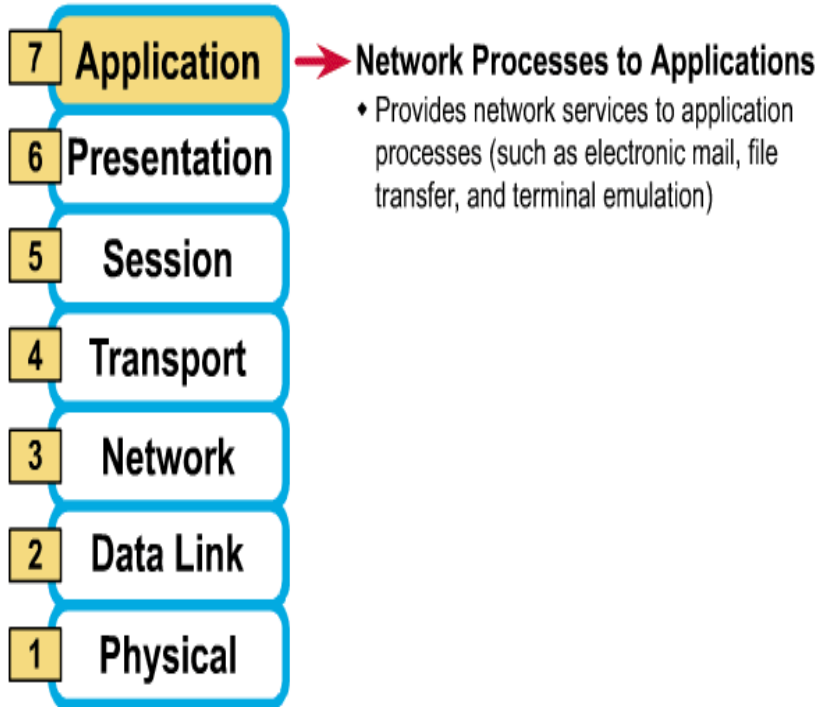 7 Application
Network Processes to Applications
♦ Provides network services to application
processes (such as electronic mail, file
transfer, and terminal emulation)
6 Presentation
5 Session
4 Transport
3 Network
2 Data Link
1 Physical